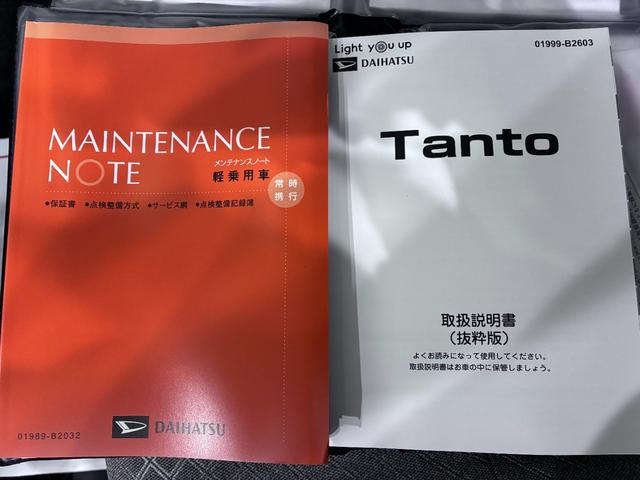 MAINTENANCE
NOTE
メンテナンスノート
軽乗用車
常時
携行
●保証書 ●点検整備方式 ●サービス網 ●点検整備記録簿
DAIHATSU
01989-B2032
Light you up
01999-B2603
DAIHATSU
Tanto
取扱説明書
(抜粋版)
よくお読みになって使用してください。
取扱説明書はお車の中に保管しましょう。